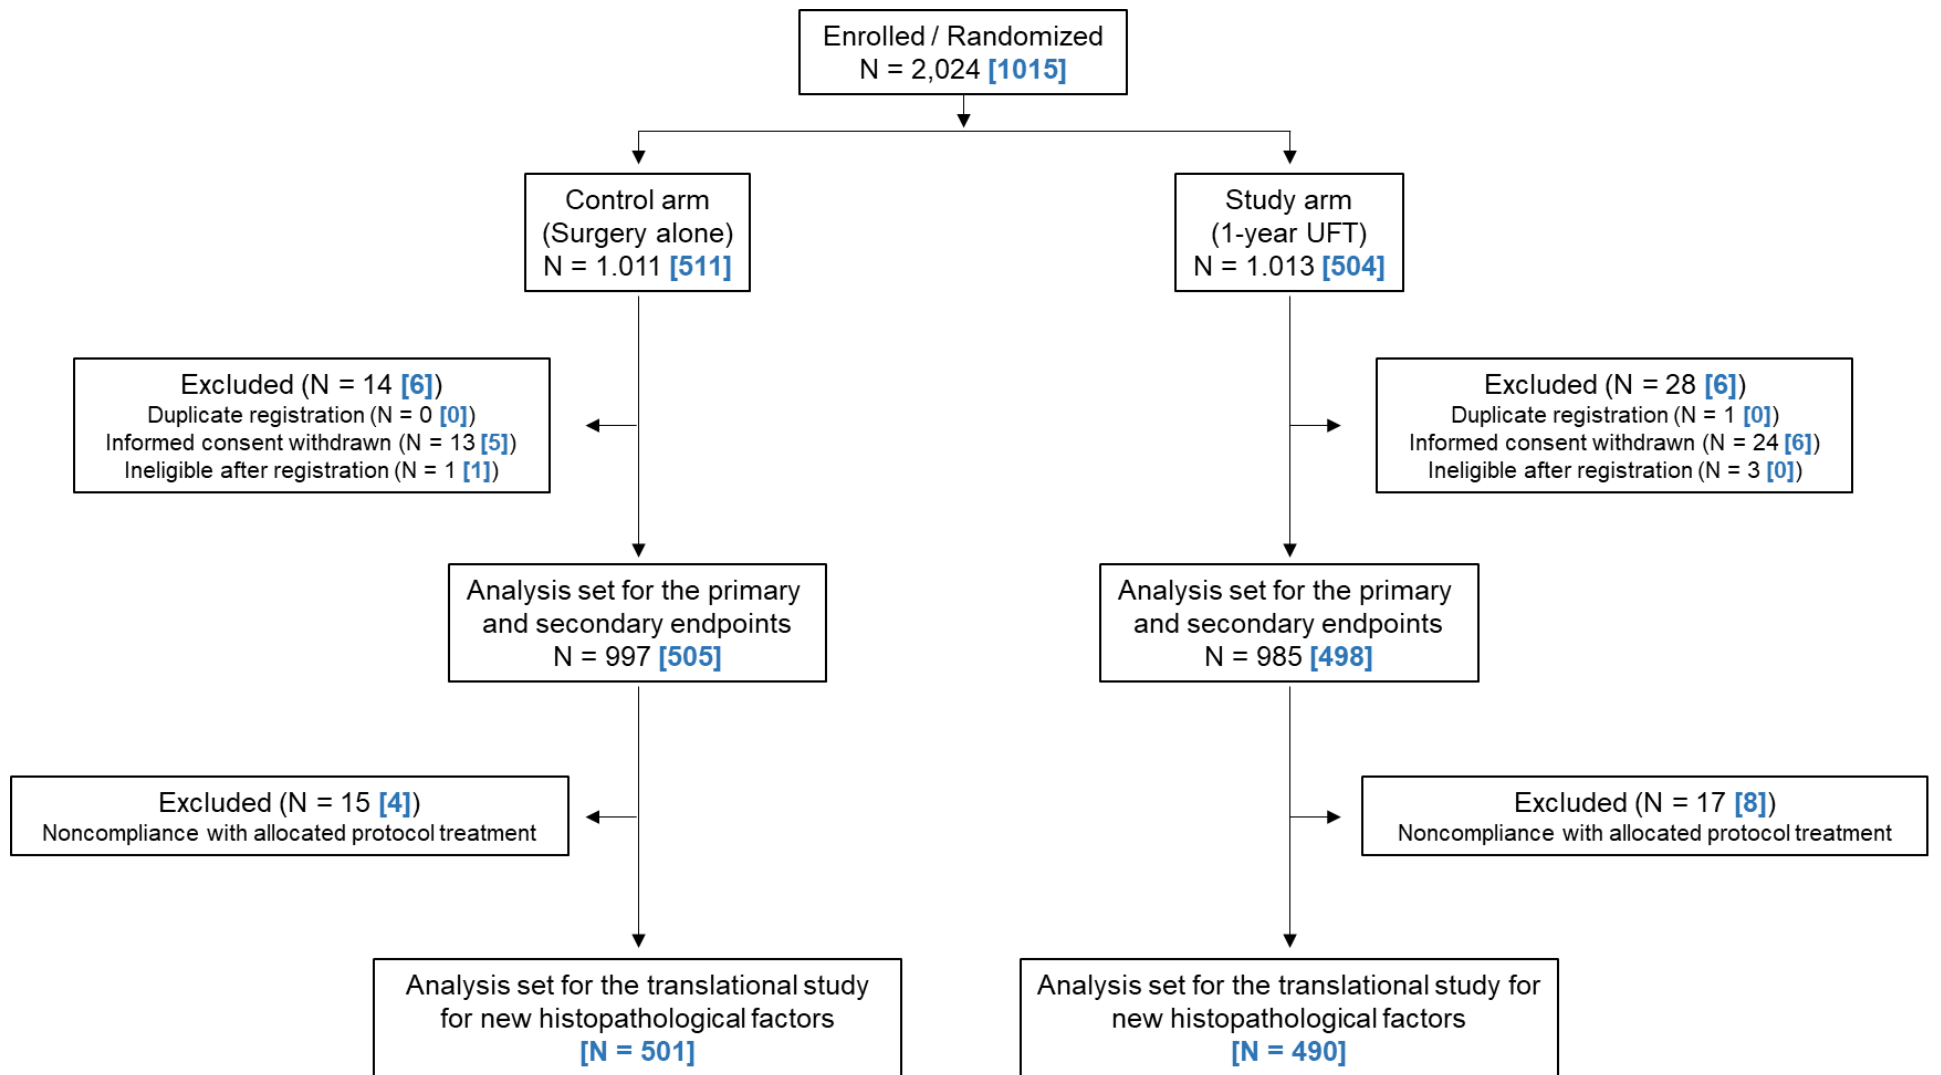 Enrolled / Randomized
N = 2,024 [1015]
Control arm
(Surgery alone)
N = 1.011 [511]
Study arm
(1-year UFT)
N = 1.013 [504]
Excluded (N = 14 [6])
Duplicate registration (N = 0 [0])
Informed consent withdrawn (N = 13 [5])
Ineligible after registration (N = 1 [1])
Excluded (N = 28 [6])
Duplicate registration (N = 1 [0])
Informed consent withdrawn (N = 24 [6])
Ineligible after registration (N = 3 [0])
Analysis set for the primary
and secondary endpoints
N = 997 [505]
Analysis set for the primary
and secondary endpoints
N = 985 [498]
Excluded (N = 15 [4])
Noncompliance with allocated protocol treatment
Excluded (N = 17 [8])
Noncompliance with allocated protocol treatment
Analysis set for the translational study
for new histopathological factors
[N = 501]
Analysis set for the translational study for
new histopathological factors
[N = 490]